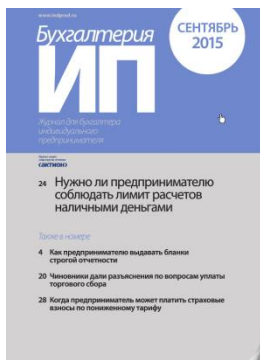 www.indpred.ru
Бухгалтерия
СЕНТЯБРЬ
2015
ИП
Журнал для бухгалтера
индивидуального
предпринимателя
24 Нужно ли предпринимателю
соблюдать лимит расчетов
наличными деньгами
Также в номере
4 Как предпринимателю выдавать бланки
строгой отчетности
20 Чиновники дали разъяснения по вопросам уплаты
торгового сбора
28 Когда предприниматель может платить страховые
взносы по пониженному тарифу